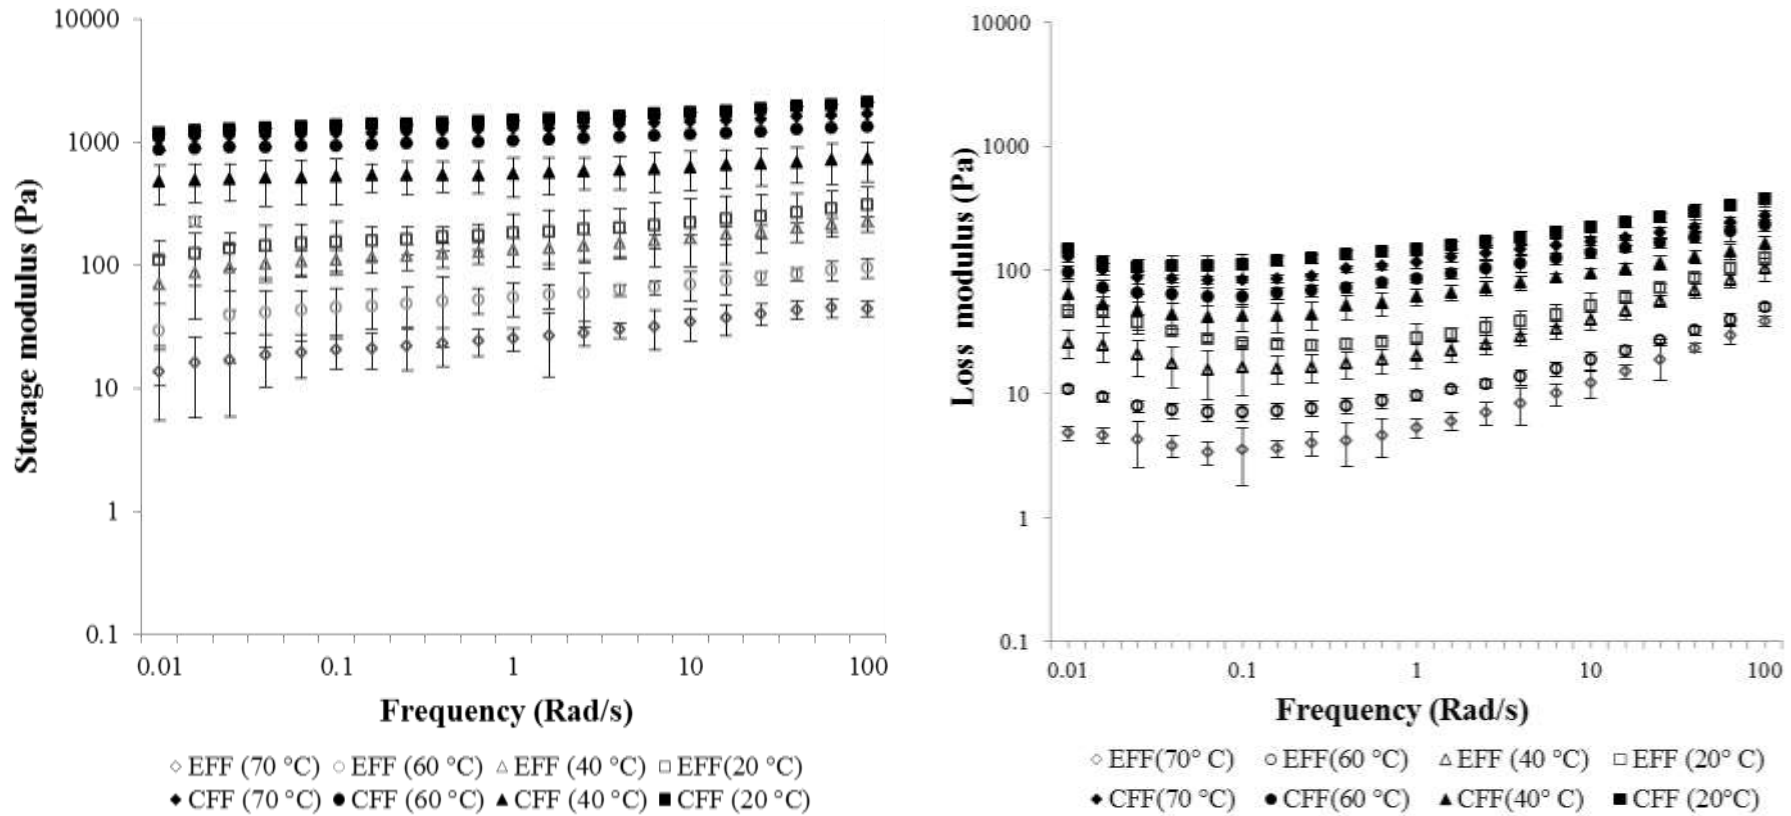 10000
1000
100
10
1
0.1
Storage modulus (Pa)
0.01 0.1 1 10 100
Frequency (Rad/s)
EFF (70 °C) EFF (60 °C) EFF (40 °C) EFF(20 °C)
CFF (70 °C) CFF (60 °C) CFF (40 °C) CFF (20 °C)
10000
1000
100
10
1
0.1
Loss modulus (Pa)
0.01 0.1 1 10 100
Frequency (Rad/s)
EFF(70° C) EFF(60 °C) EFF (40 °C) EFF (20 °C)
CFF(70 °C) CFF(60 °C) CFF(40° C) CFF (20°C)